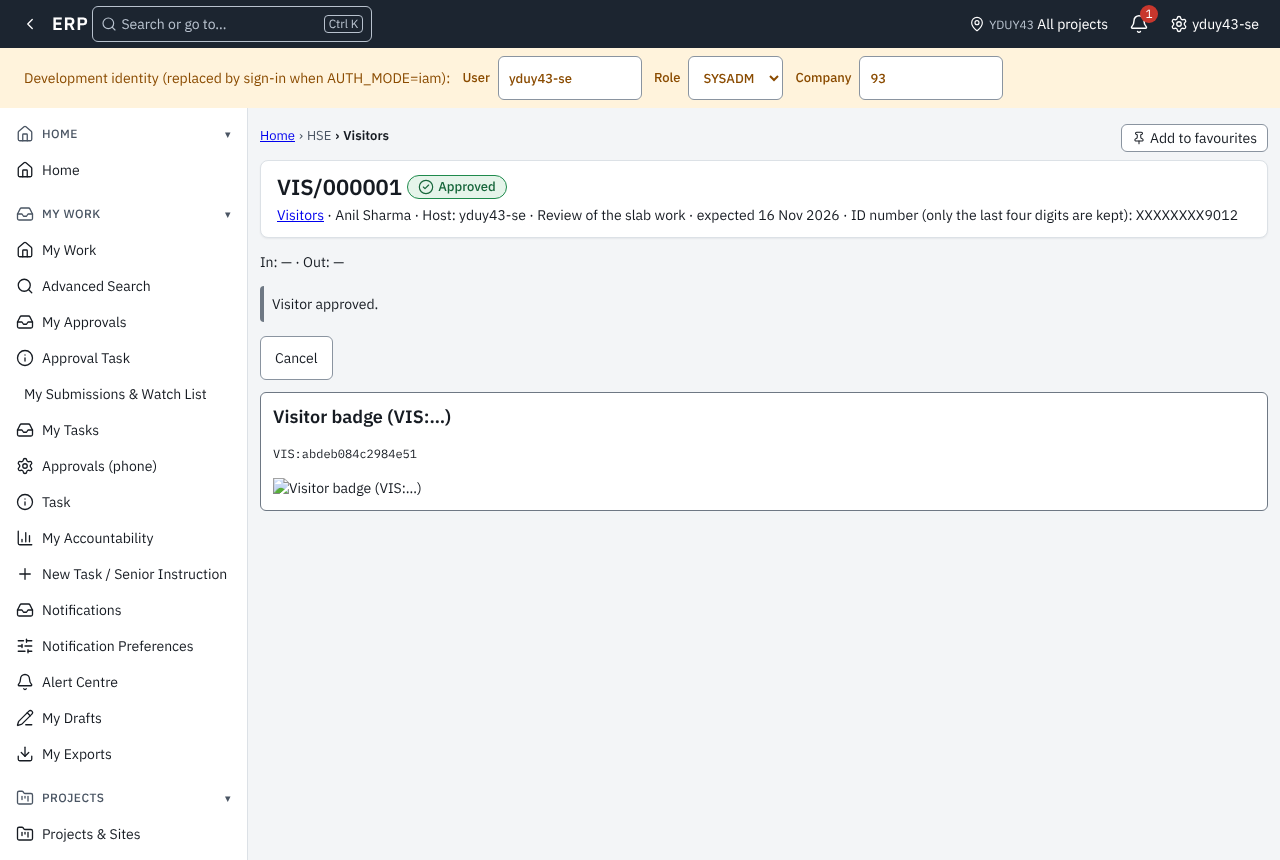 ERP
Search or go to...
Ctrl K
YDUY43 All projects
1
yduy43-se
Development identity (replaced by sign-in when AUTH_MODE=iam):
User
yduy43-se
Role
SYSADM
Company
93
HOME
Home
MY WORK
My Work
Advanced Search
My Approvals
Approval Task
My Submissions & Watch List
My Tasks
Approvals (phone)
Task
My Accountability
New Task / Senior Instruction
Notifications
Notification Preferences
Alert Centre
My Drafts
My Exports
PROJECTS
Projects & Sites
Home › HSE › Visitors
Add to favourites
VIS/000001 Approved
Visitors · Anil Sharma · Host: yduy43-se · Review of the slab work · expected 16 Nov 2026 · ID number (only the last four digits are kept): XXXXXXXX9012
In: — · Out: —
Visitor approved.
Cancel
Visitor badge (VIS:...)
VIS:abdeb084c2984e51
Visitor badge (VIS:...)